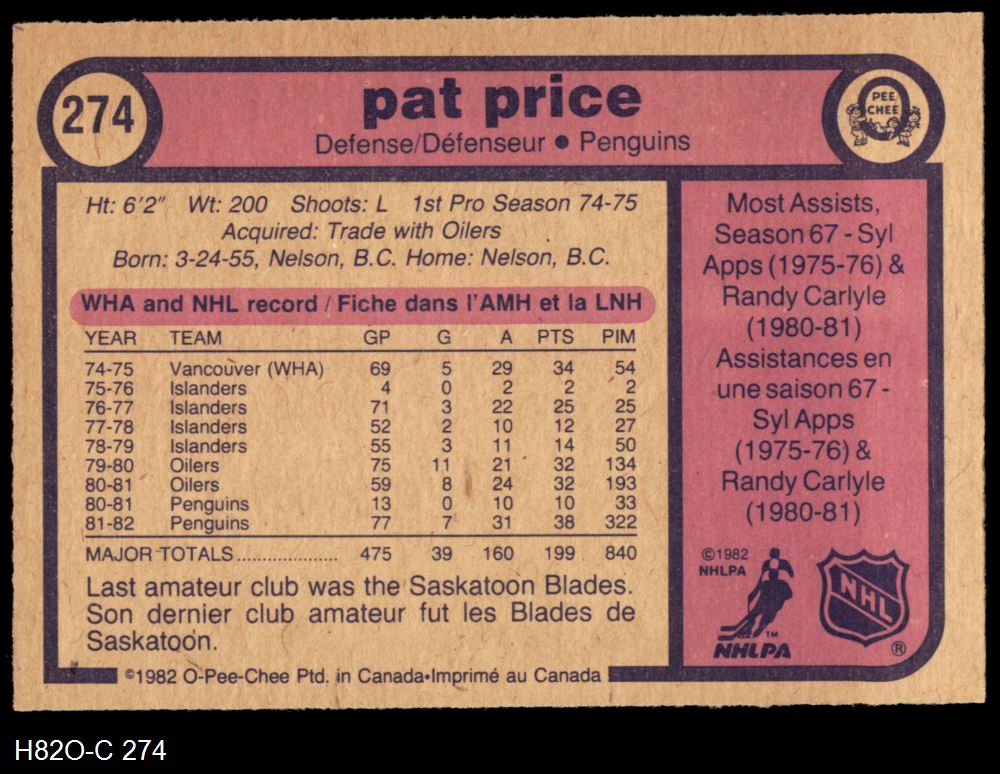 274
pat price
Defense/Défenseur • Penguins
PEE
CHEE
Ht: 6'2" Wt: 200 Shoots: L 1st Pro Season 74-75
Acquired: Trade with Oilers
Born: 3-24-55, Nelson, B.C. Home: Nelson, B.C.
WHA and NHL record / Fiche dans l'AMH et la LNH
YEAR TEAM GP G A PTS PIM
74-75 Vancouver (WHA) 69 5 29 34 54
75-76 Islanders 4 0 2 2 2
76-77 Islanders 71 3 22 25 25
77-78 Islanders 52 2 10 12 27
78-79 Islanders 55 3 11 14 50
79-80 Oilers 75 11 21 32 134
80-81 Oilers 59 8 24 32 193
80-81 Penguins 13 0 10 10 33
81-82 Penguins 77 7 31 38 322
MAJOR TOTALS.................... 475 39 160 199 840
Last amateur club was the Saskatoon Blades.
Son dernier club amateur fut les Blades de
Saskatoon.
©1982 O-Pee-Chee Ptd. in Canada•Imprimé au Canada
Most Assists,
Season 67 - Syl
Apps (1975-76) &
Randy Carlyle
(1980-81)
Assistances en
une saison 67 -
Syl Apps
(1975-76) &
Randy Carlyle
(1980-81)
©1982
NHLPA
TM
NHLPA
NHL
®
H82O-C 274